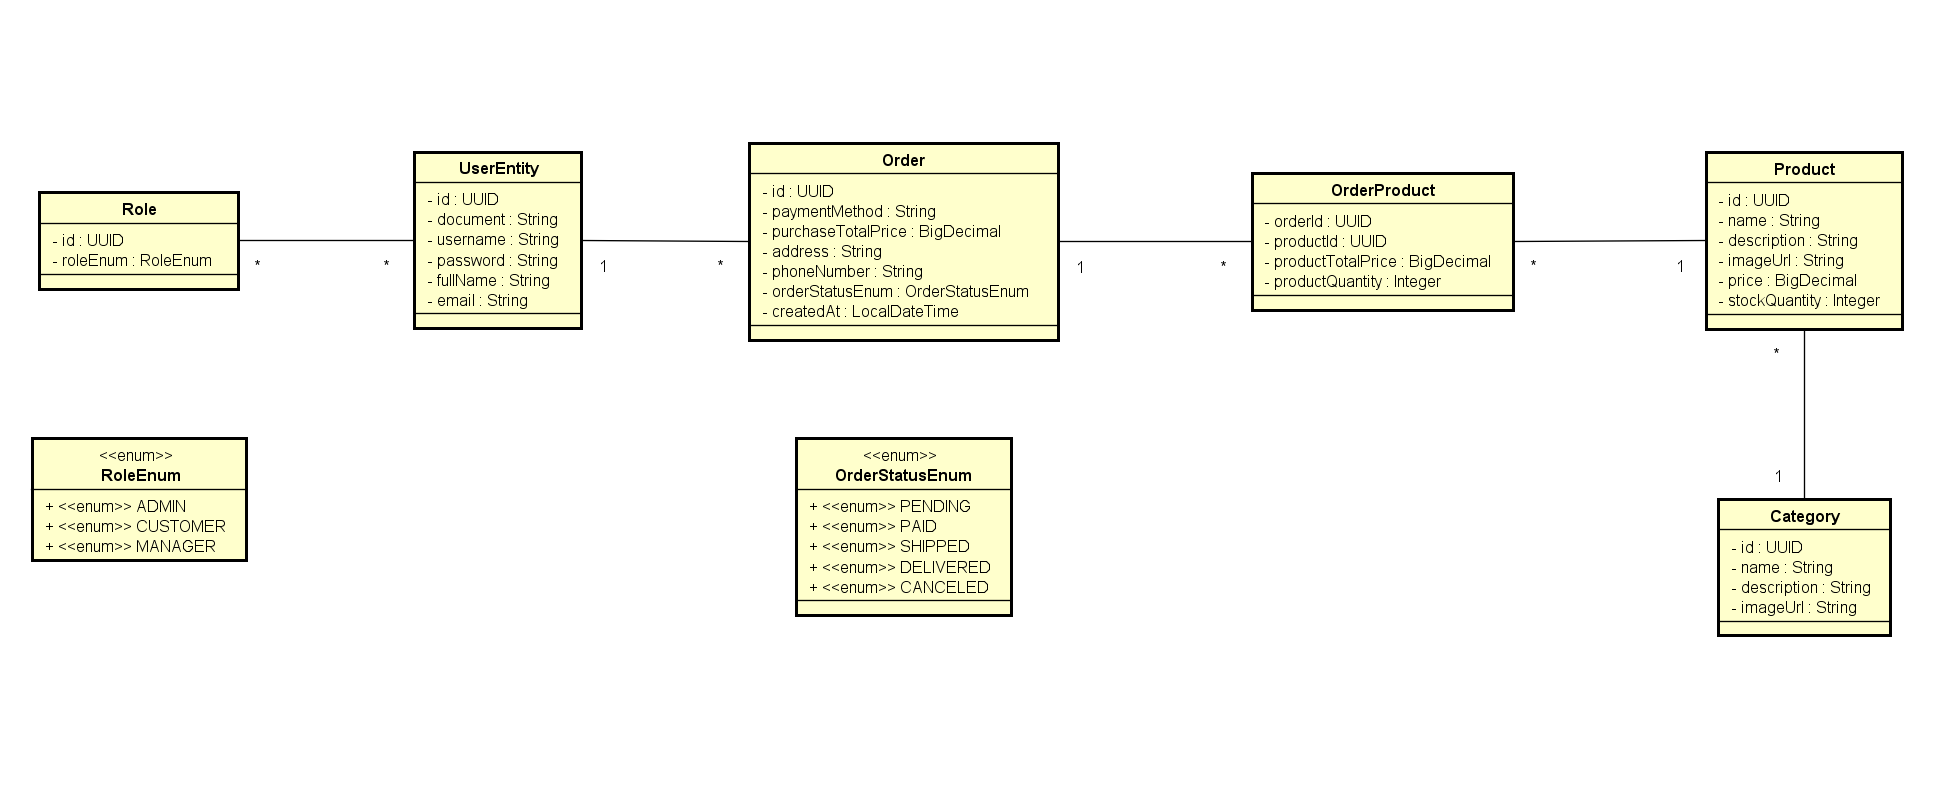 Role
- id : UUID
- roleEnum : RoleEnum
*
*
UserEntity
- id : UUID
- document : String
- username : String
- password : String
- fullName : String
- email : String
1
*
Order
- id : UUID
- paymentMethod : String
- purchaseTotalPrice : BigDecimal
- address : String
- phoneNumber : String
- orderStatusEnum : OrderStatusEnum
- createdAt : LocalDateTime
1
*
OrderProduct
- orderId : UUID
- productId : UUID
- productTotalPrice : BigDecimal
- productQuantity : Integer
*
1
Product
- id : UUID
- name : String
- description : String
- imageUrl : String
- price : BigDecimal
- stockQuantity : Integer
*
1
<<enum>>
RoleEnum
+ <<enum>> ADMIN
+ <<enum>> CUSTOMER
+ <<enum>> MANAGER
<<enum>>
OrderStatusEnum
+ <<enum>> PENDING
+ <<enum>> PAID
+ <<enum>> SHIPPED
+ <<enum>> DELIVERED
+ <<enum>> CANCELED
Category
- id : UUID
- name : String
- description : String
- imageUrl : String